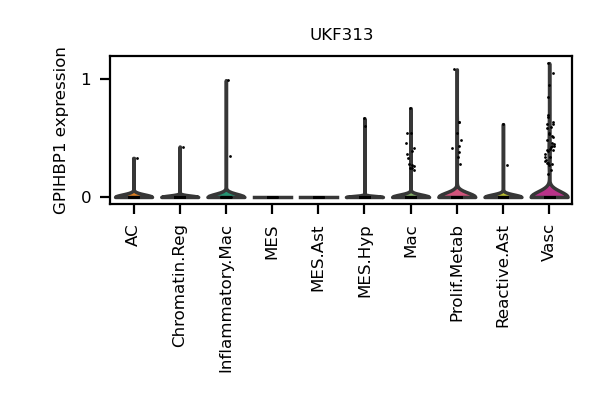 UKF313
GPIHBP1 expression
1
0
AC
Chromatin.Reg
Inflammatory.Mac
MES
MES.Ast
MES.Hyp
Mac
Prolif.Metab
Reactive.Ast
Vasc